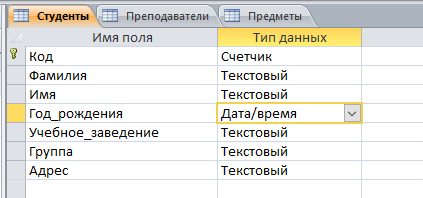 Студенты Преподаватели Предметы
Имя поля Тип данных
Код Счетчик
Фамилия Текстовый
Имя Текстовый
Год_рождения Дата/время
Учебное_заведение Текстовый
Группа Текстовый
Адрес Текстовый